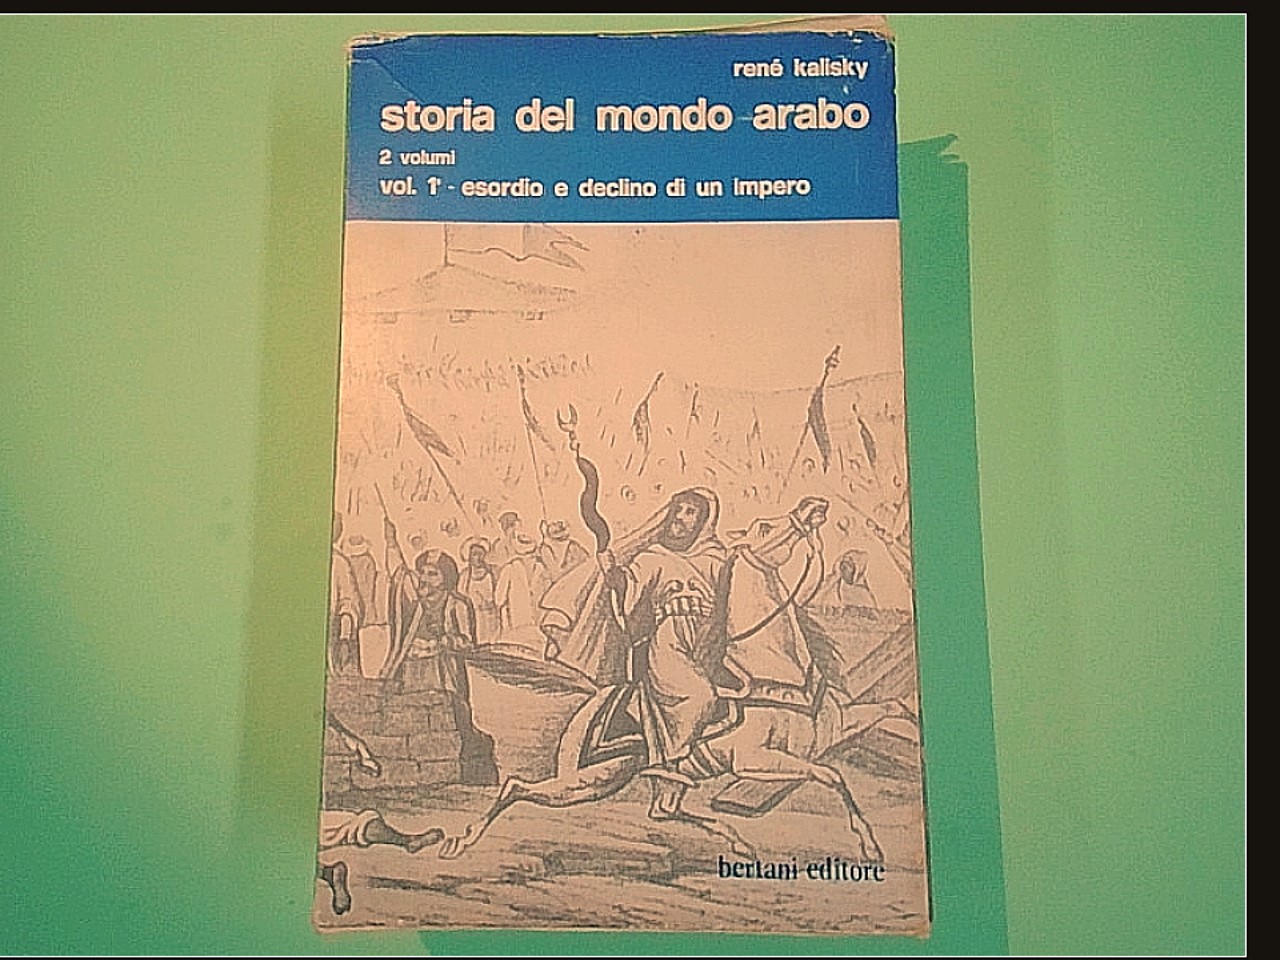 rené kalisky
storia del mondo arabo
2 volumi
vol. 1° - esordio e declino di un impero
bertani editore